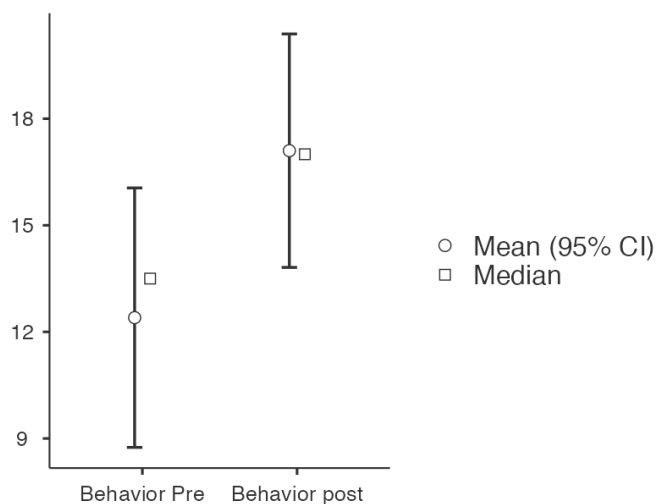 18
15
12
9
Behavior Pre
Behavior post
Mean (95% CI)
Median